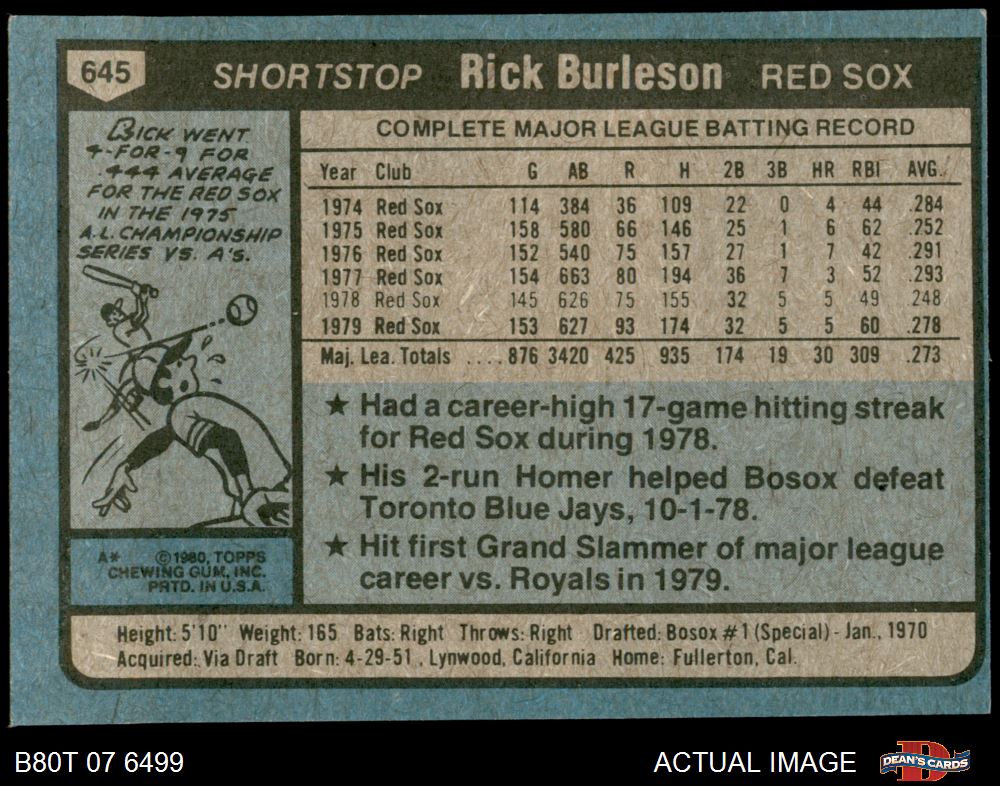 645 SHORTSTOP Rick Burleson RED SOX
RICK WENT
4-FOR-9 FOR
.444 AVERAGE
FOR THE RED SOX
IN THE 1975
A.L. CHAMPIONSHIP
SERIES VS. A'S.
COMPLETE MAJOR LEAGUE BATTING RECORD
Year Club G AB R H 2B 3B HR RBI AVG.
1974 Red Sox 114 384 36 109 22 0 4 44 .284
1975 Red Sox 158 580 66 146 25 1 6 62 .252
1976 Red Sox 152 540 75 157 27 1 7 42 .291
1977 Red Sox 154 663 80 194 36 7 3 52 .293
1978 Red Sox 145 626 75 155 32 5 5 49 .248
1979 Red Sox 153 627 93 174 32 5 5 60 .278
Maj. Lea. Totals .... 876 3420 425 935 174 19 30 309 .273
★ Had a career-high 17-game hitting streak
for Red Sox during 1978.
★ His 2-run Homer helped Bosox defeat
Toronto Blue Jays, 10-1-78.
★ Hit first Grand Slammer of major league
career vs. Royals in 1979.
A* ©1980, TOPPS
CHEWING GUM, INC.
PRTD. IN U.S.A.
Height: 5'10" Weight: 165 Bats: Right Throws: Right Drafted: Bosox #1 (Special) - Jan., 1970
Acquired: Via Draft Born: 4-29-51, Lynwood, California Home: Fullerton, Cal.
B80T 07 6499
ACTUAL IMAGE
D
DEAN'S CARDS